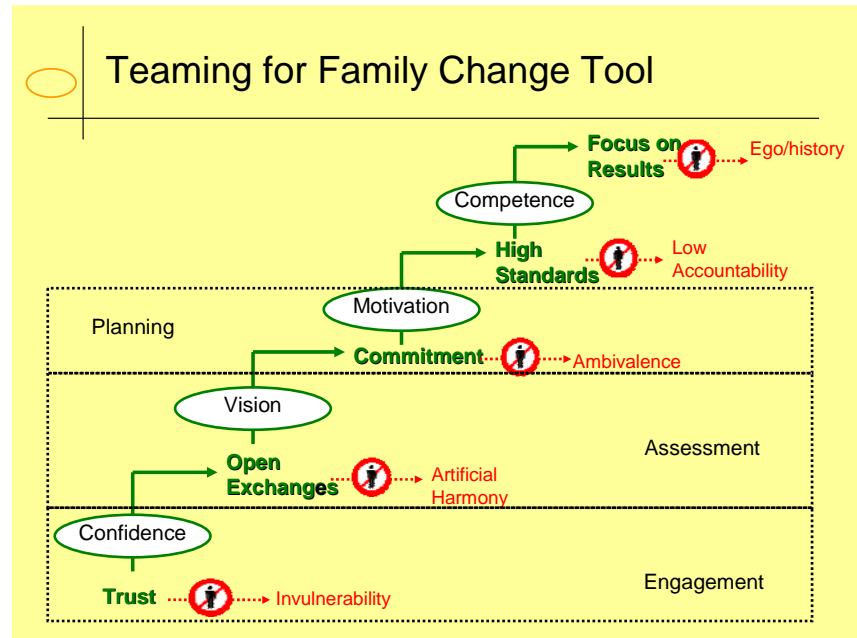 Teaming for Family Change Tool
Focus on
Results
Ego/history
Competence
High
Standards
Low
Accountability
Motivation
Planning
Commitment
Ambivalence
Vision
Assessment
Open
Exchanges
Artificial
Harmony
Confidence
Engagement
Trust
Invulnerability